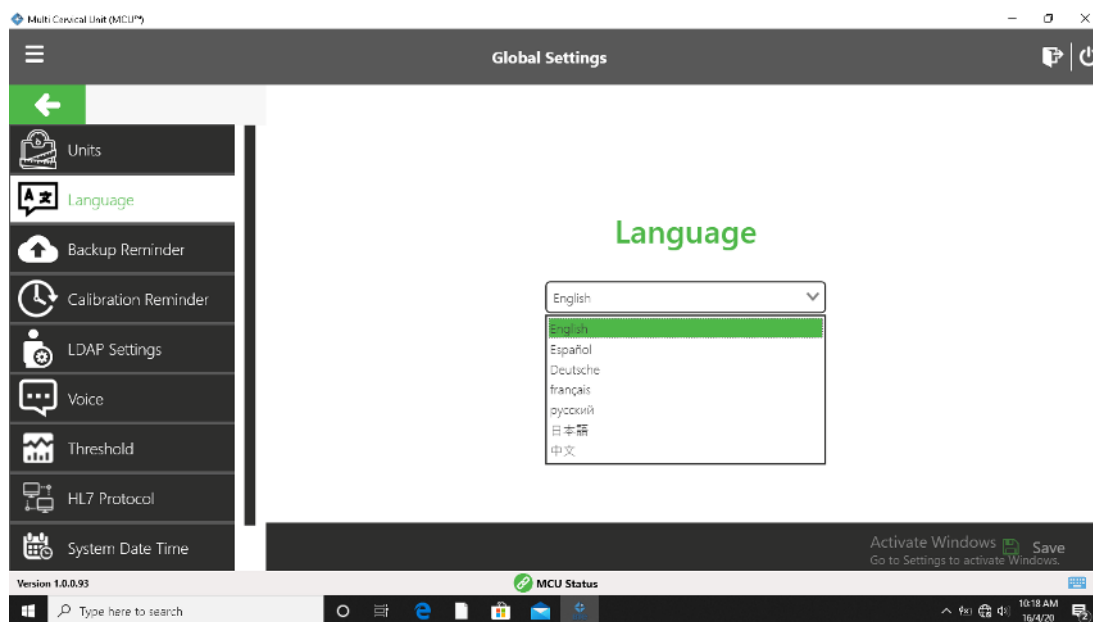 Multi Cervical Unit (MCU™)
Global Settings
Units
Language
Backup Reminder
Calibration Reminder
LDAP Settings
Voice
Threshold
HL7 Protocol
System Date Time
Language
English
English
Español
Deutsche
français
русский
日本語
中文
Activate Windows
Go to Settings to activate Windows.
Save
Version 1.0.0.93
MCU Status
Type here to search
10:18 AM
16/4/20